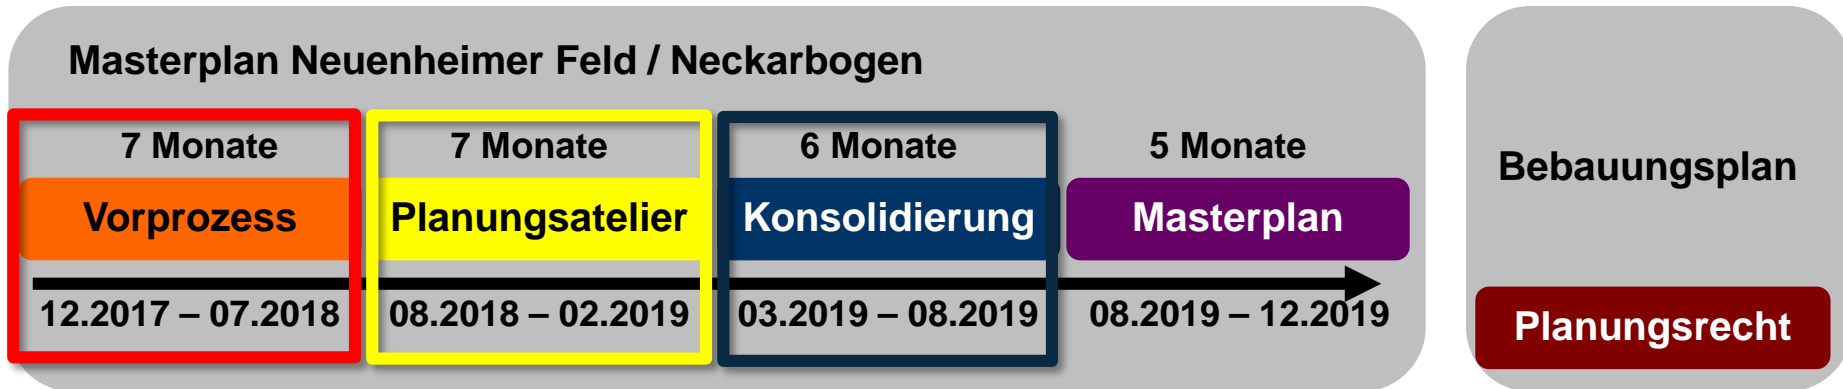 Masterplan Neuenheimer Feld / Neckarbogen
7 Monate
Vorprozess
12.2017 – 07.2018
7 Monate
Planungsatelier
08.2018 – 02.2019
6 Monate
Konsolidierung
03.2019 – 08.2019
5 Monate
Masterplan
08.2019 – 12.2019
Bebauungsplan
Planungsrecht